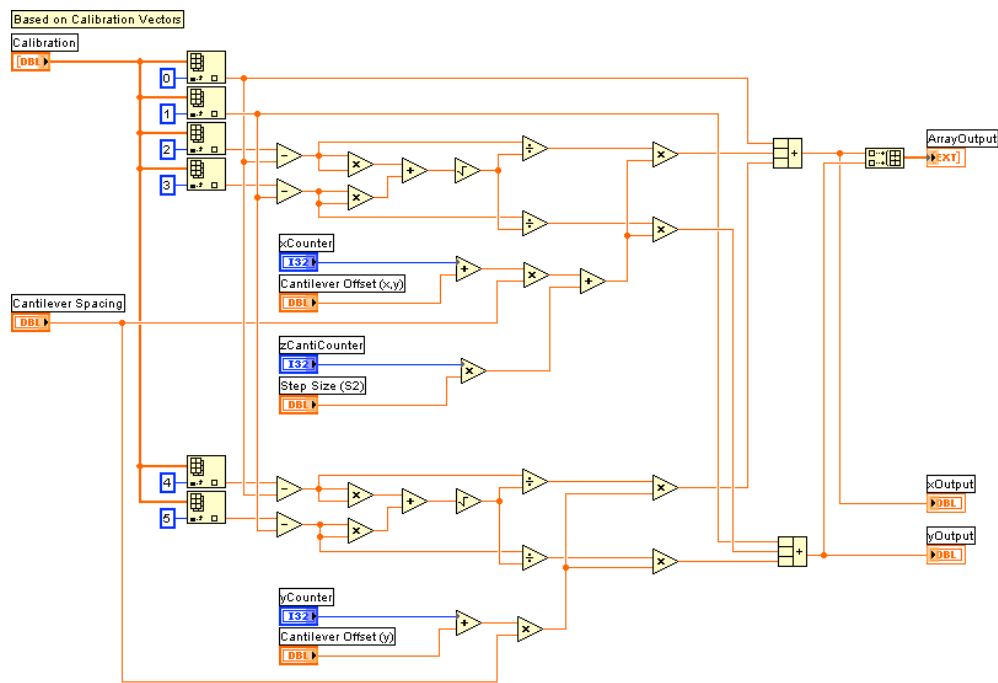 Based on Calibration Vectors
Calibration
[DBL
0
1
2
3
÷
×
-
×
+
√
-
×
÷
×
xCounter
I32
+
×
+
Cantilever Offset (x,y)
DBL
Cantilever Spacing
DBL
zCantiCounter
I32
×
Step Size (S2)
DBL
+
ArrayOutput
EXT]
4
5
-
×
+
√
÷
×
-
×
÷
×
+
xOutput
DBL
yOutput
DBL
yCounter
I32
+
×
Cantilever Offset (y)
DBL